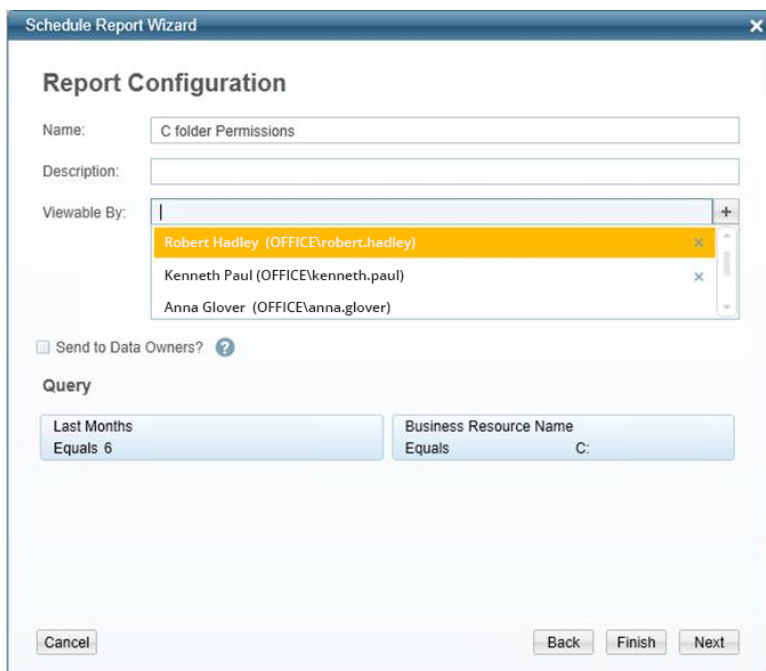 Schedule Report Wizard
Report Configuration
Name: C folder Permissions
Description:
Viewable By:
Robert Hadley (OFFICE\robert.hadley)
Kenneth Paul (OFFICE\kenneth.paul)
Anna Glover (OFFICE\anna.glover)
Send to Data Owners? ?
Query
Last Months
Equals 6
Business Resource Name
Equals C:
Cancel Back Finish Next